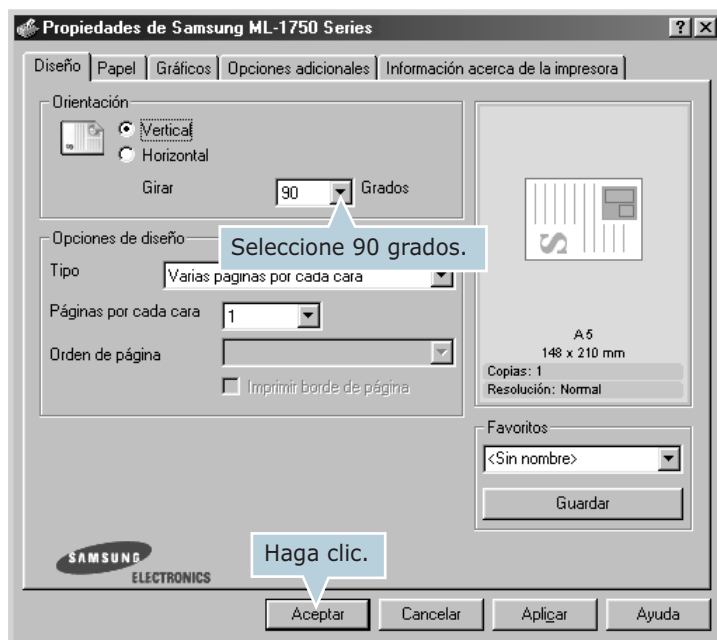 Propiedades de Samsung ML-1750 Series
Diseño Papel Gráficos Opciones adicionales Información acerca de la impresora
Orientación
Vertical
Horizontal
Girar 90 Grados
Seleccione 90 grados.
Opciones de diseño
Tipo Varias páginas por cada cara
Páginas por cada cara 1
Orden de página
Imprimir borde de página
A5
148 x 210 mm
Copias: 1
Resolución: Normal
Favoritos
<Sin nombre>
Guardar
SAMSUNG
ELECTRONICS
Haga clic.
Aceptar Cancelar Aplicar Ayuda